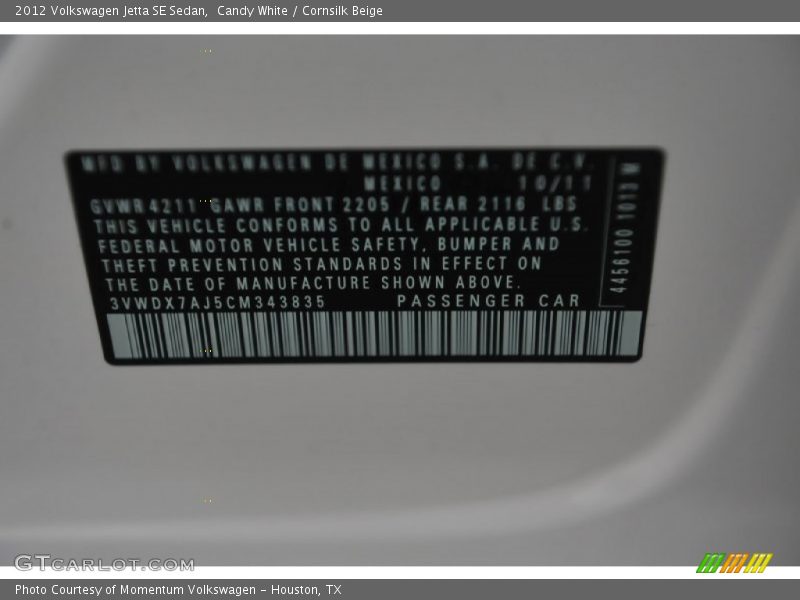 2012 Volkswagen Jetta SE Sedan,  Candy White / Cornsilk Beige
MFD BY VOLKSWAGEN DE MEXICO S.A. DE C.V.
MEXICO 10/11
GVWR 4211 GAWR FRONT 2205 / REAR 2116 LBS
THIS VEHICLE CONFORMS TO ALL APPLICABLE U.S.
FEDERAL MOTOR VEHICLE SAFETY, BUMPER AND
THEFT PREVENTION STANDARDS IN EFFECT ON
THE DATE OF MANUFACTURE SHOWN ABOVE.
3VWDX7AJ5CM343835 PASSENGER CAR
4456100 1013 M
GTCARLOT.COM
Photo Courtesy of Momentum Volkswagen - Houston, TX